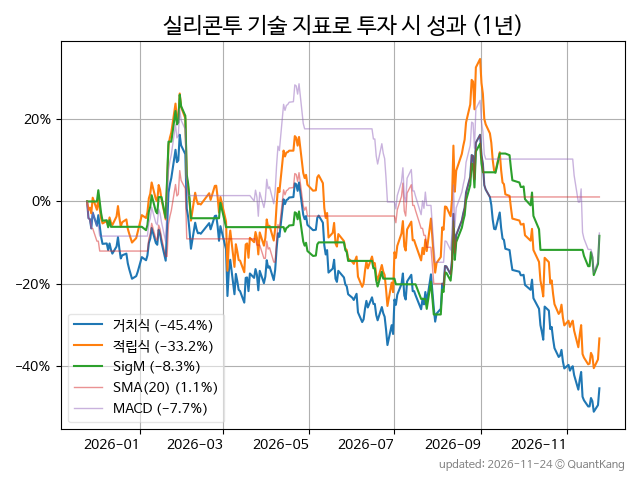 실리콘투 기술 지표로 투자 시 성과 (1년)
20%
0%
−20%
−40%
거치식 (−45.4%)
적립식 (−33.2%)
SigM (−8.3%)
SMA(20) (1.1%)
MACD (−7.7%)
2026−01 2026−03 2026−05 2026−07 2026−09 2026−11
updated: 2026−11−24 ⓒ QuantKang